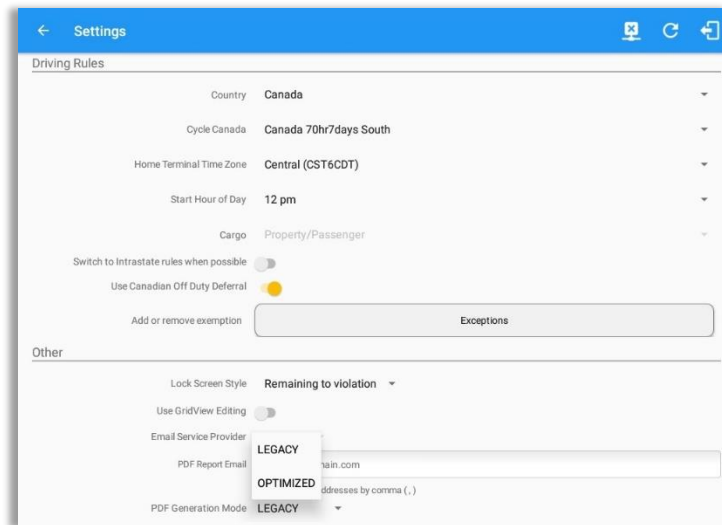 Settings
Driving Rules
Country Canada
Cycle Canada Canada 70hr7days South
Home Terminal Time Zone Central (CST6CDT)
Start Hour of Day 12 pm
Cargo Property/Passenger
Switch to Intrastate rules when possible
Use Canadian Off Duty Deferral
Add or remove exemption Exceptions
Other
Lock Screen Style Remaining to violation
Use GridView Editing
Email Service Provider
LEGACY
PDF Report Email main.com
OPTIMIZED
ddresses by comma ( , )
PDF Generation Mode LEGACY